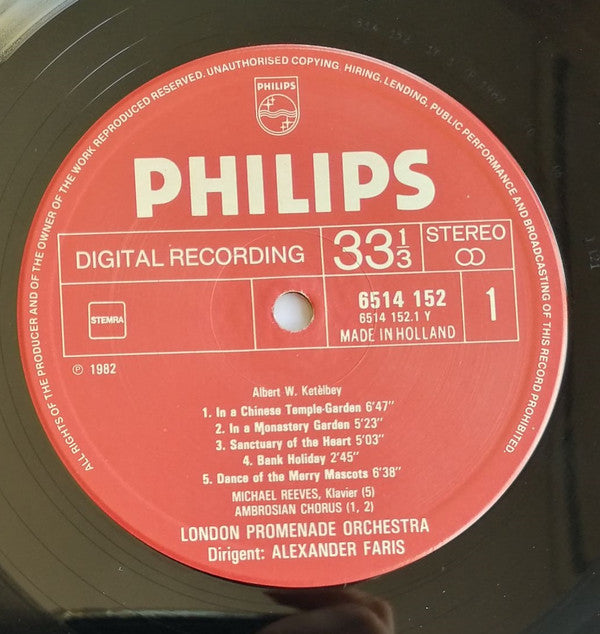 ALL RIGHTS OF THE PRODUCER AND OF THE OWNER OF THE WORK REPRODUCED RESERVED. UNAUTHORISED COPYING, HIRING, LENDING, PUBLIC PERFORMANCE AND BROADCASTING OF THIS RECORD PROHIBITED.
PHILIPS
PHILIPS
DIGITAL RECORDING
33 1/3
STEREO
STEMRA
6514 152
6514 152.1 Y
MADE IN HOLLAND
1
℗ 1982
Albert W. Ketèlbey
1. In a Chinese Temple-Garden 6'47"
2. In a Monastery Garden 5'23"
3. Sanctuary of the Heart 5'03"
4. Bank Holiday 2'45"
5. Dance of the Merry Mascots 6'38"
MICHAEL REEVES, Klavier (5)
AMBROSIAN CHORUS (1, 2)
LONDON PROMENADE ORCHESTRA
Dirigent: ALEXANDER FARIS